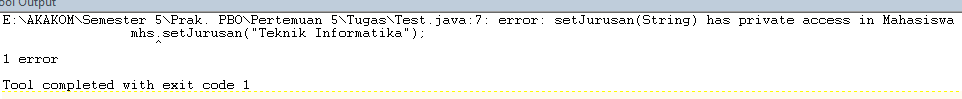 ool Output
E:\AKAKOM\Semester 5\Prak. PBO\Pertemuan 5\Tugas\Test.java:7: error: setJurusan(String) has private access in Mahasiswa
mhs.setJurusan("Teknik Informatika");
^
1 error
Tool completed with exit code 1